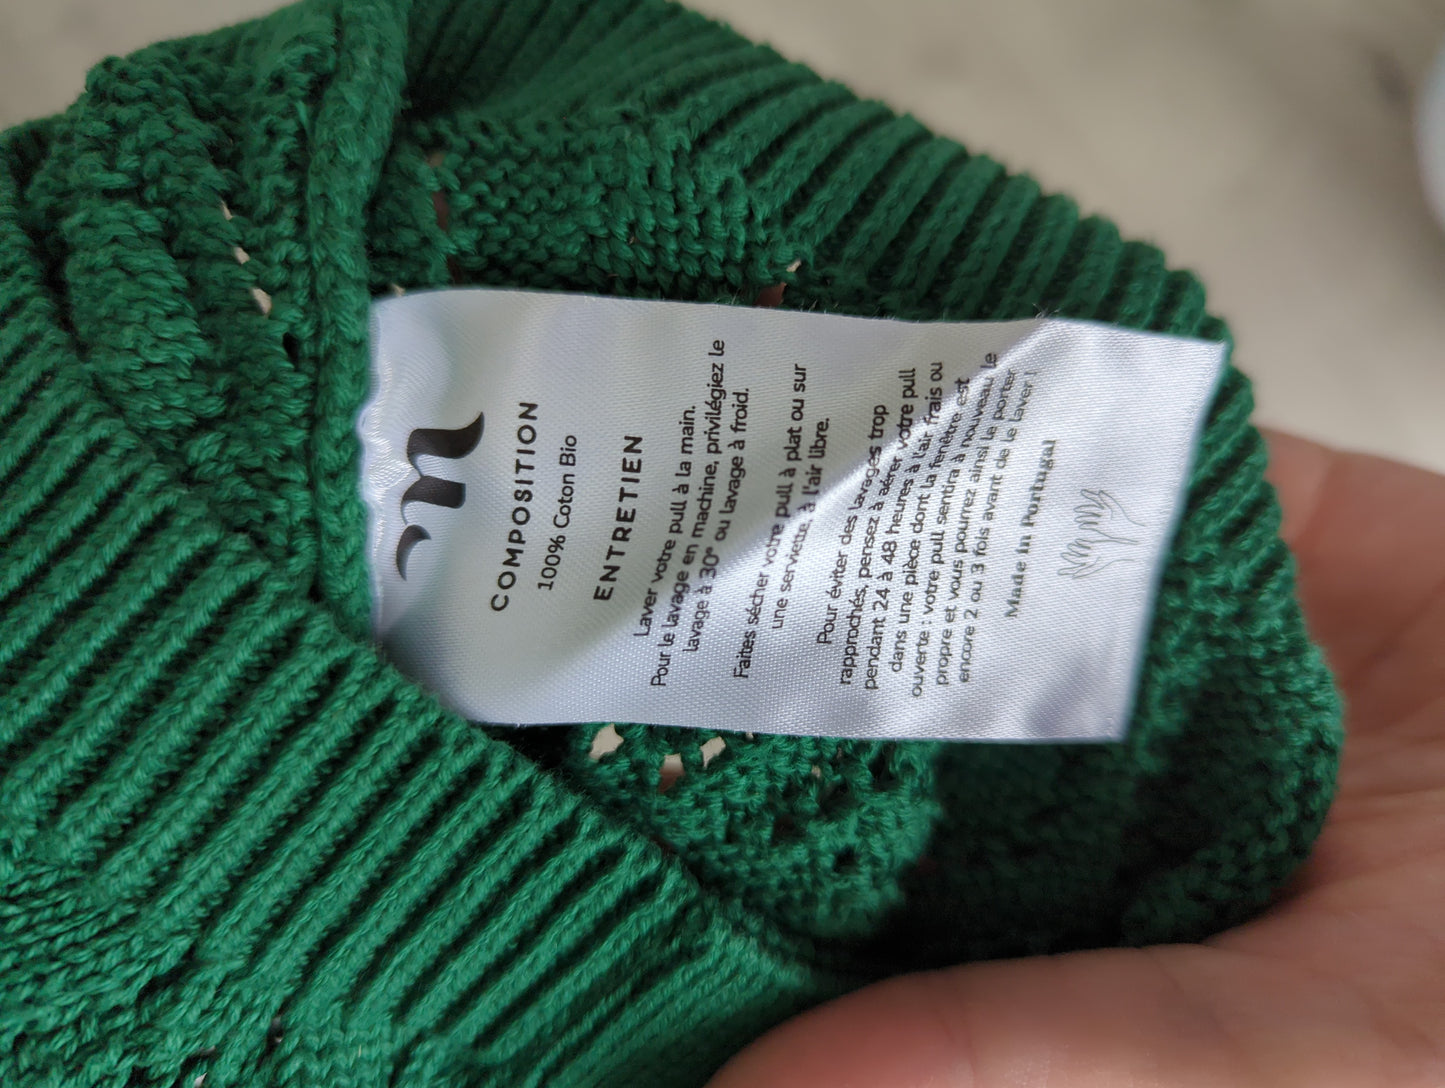 COMPOSITION
100% Coton Bio
ENTRETIEN
Laver votre pull à la main.
Pour le lavage en machine, privilégiez le
lavage à 30° ou lavage à froid.
Faites sécher votre pull à plat ou sur
une serviette, à l'air libre.
Pour éviter des lavages trop
rapprochés, pensez à aérer votre pull
pendant 24 à 48 heures à l'air frais ou
dans une pièce dont la fenêtre est
ouverte : votre pull sentira à nouveau le
propre et vous pourrez ainsi le porter
encore 2 ou 3 fois avant de le laver !
Made in Portugal